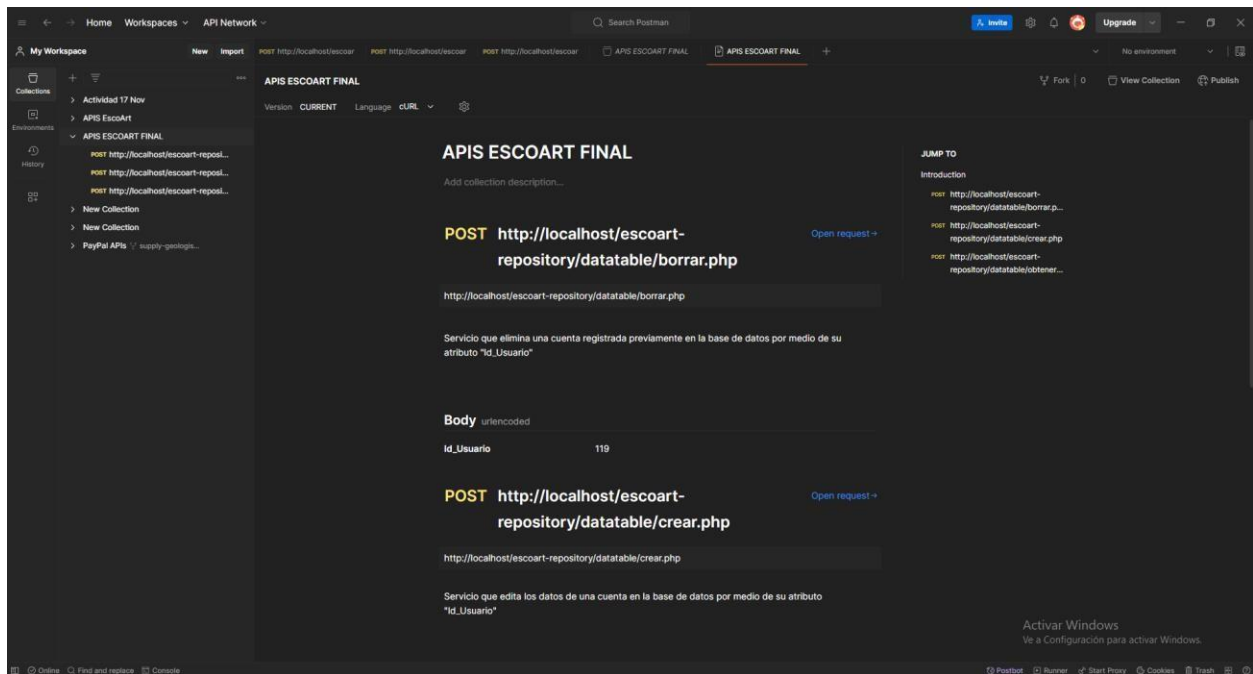 Home Workspaces API Network Search Postman Invite Upgrade
My Workspace New Import POST http://localhost/escoar POST http://localhost/escoar POST http://localhost/escoar APIS ESCOART FINAL APIS ESCOART FINAL + No environment
Collections
Environments
History
Actividad 17 Nov
APIS EscoArt
APIS ESCOART FINAL
POST http://localhost/escoart-reposi...
POST http://localhost/escoart-reposi...
POST http://localhost/escoart-reposi...
New Collection
New Collection
PayPal APIs supply-geologis...
APIS ESCOART FINAL Fork 0 View Collection Publish
Version CURRENT Language cURL
APIS ESCOART FINAL
Add collection description...
POST http://localhost/escoart-
repository/datatable/borrar.php
Open request→
http://localhost/escoart-repository/datatable/borrar.php
Servicio que elimina una cuenta registrada previamente en la base de datos por medio de su
atributo "Id_Usuario"
Body urlencoded
Id_Usuario 119
POST http://localhost/escoart-
repository/datatable/crear.php
Open request→
http://localhost/escoart-repository/datatable/crear.php
Servicio que edita los datos de una cuenta en la base de datos por medio de su atributo
"Id_Usuario"
JUMP TO
Introduction
POST http://localhost/escoart-
repository/datatable/borrar.p...
POST http://localhost/escoart-
repository/datatable/crear.php
POST http://localhost/escoart-
repository/datatable/obtener...
Activar Windows
Ve a Configuración para activar Windows.
Online Find and replace Console Postbot Runner Start Proxy Cookies Trash